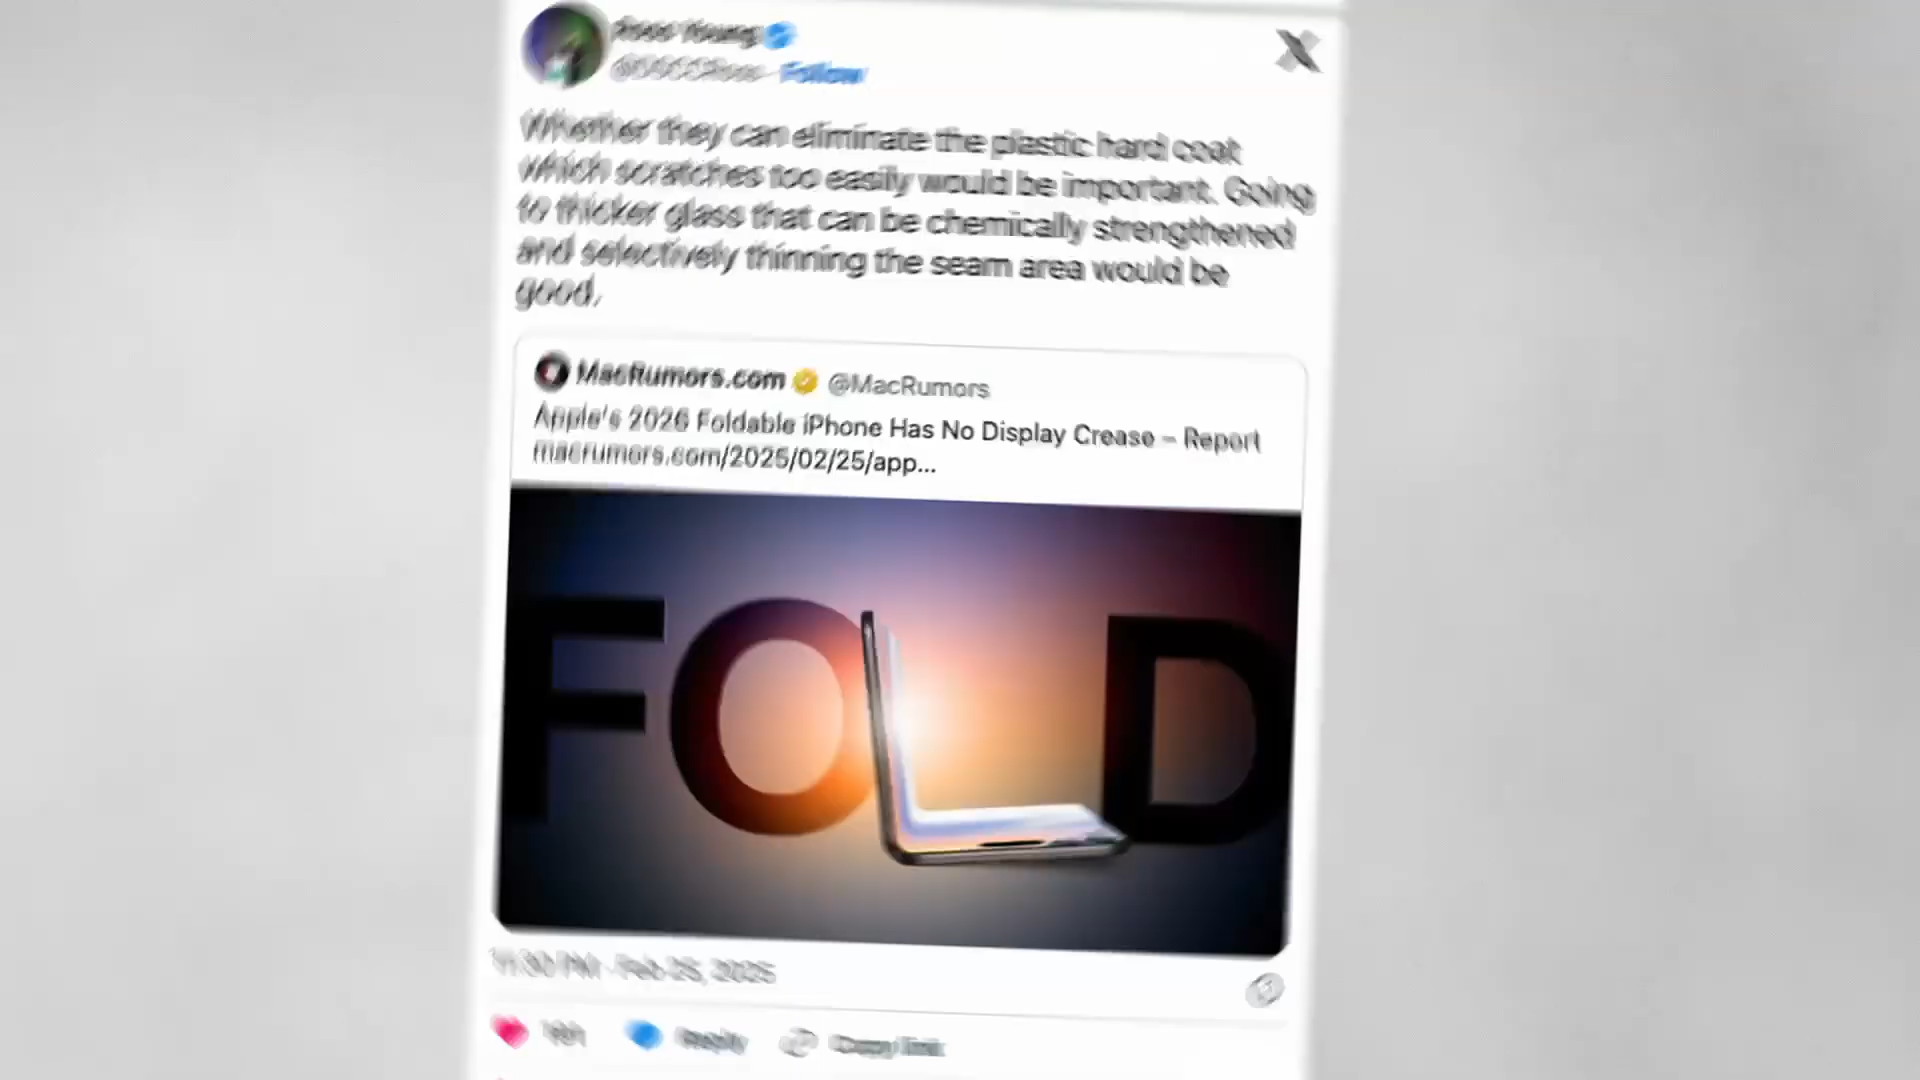 Ross Young
@DSCCRoss · Follow
Whether they can eliminate the plastic hard coat
which scratches too easily would be important. Going
to thicker glass that can be chemically strengthened
and selectively thinning the seam area would be
good.
MacRumors.com @MacRumors
Apple's 2026 Foldable iPhone Has No Display Crease – Report
macrumors.com/2025/02/25/app...
FOLD
11:30 PM · Feb 25, 2025
Reply Copy link